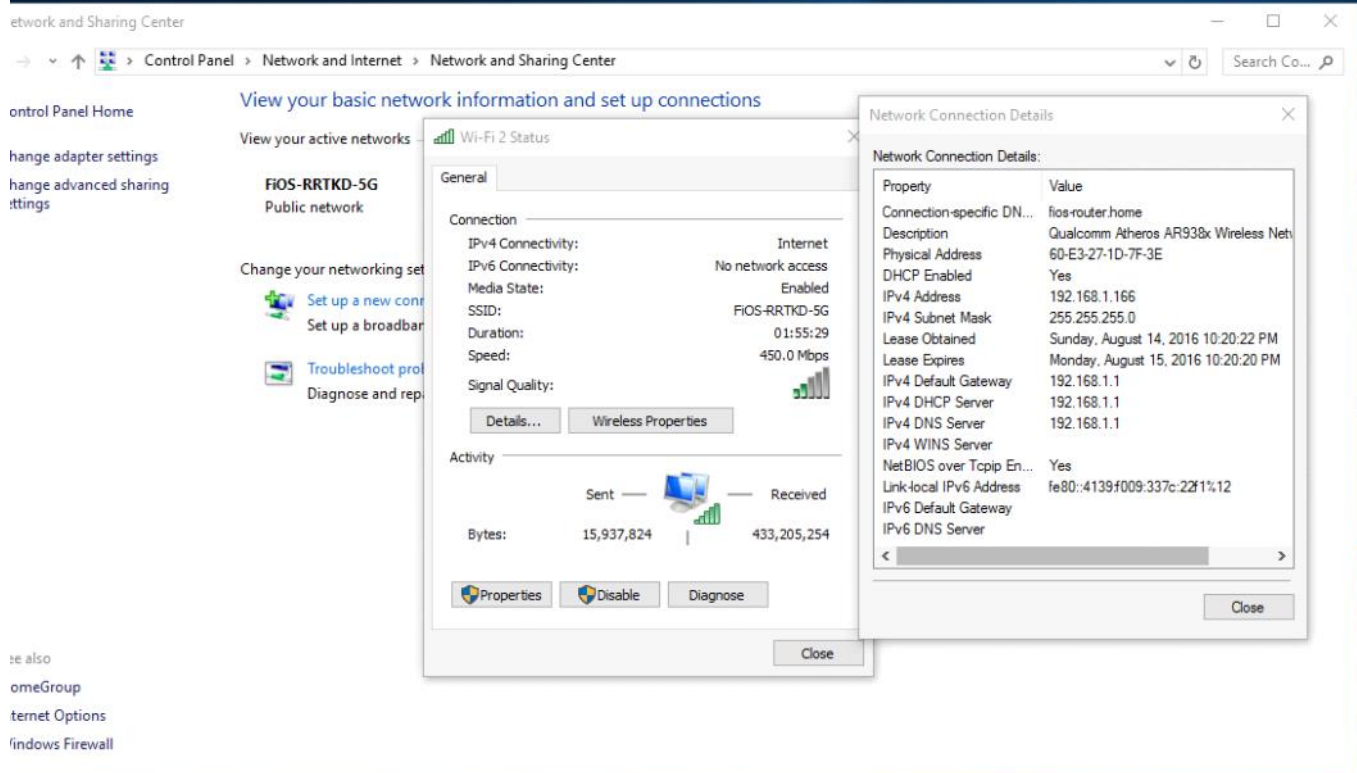 etwork and Sharing Center
Control Panel > Network and Internet > Network and Sharing Center
Search Co...
ontrol Panel Home
hange adapter settings
hange advanced sharing
ettings
View your basic network information and set up connections
View your active networks
FiOS-RRTKD-5G
Public network
Change your networking set
Set up a new conr
Set up a broadbar
Troubleshoot prol
Diagnose and repa
ee also
omeGroup
ternet Options
Windows Firewall
Wi-Fi 2 Status
General
Connection
IPv4 Connectivity: Internet
IPv6 Connectivity: No network access
Media State: Enabled
SSID: FiOS-RRTKD-5G
Duration: 01:55:29
Speed: 450.0 Mbps
Signal Quality:
Details... Wireless Properties
Activity
Sent — — Received
Bytes: 15,937,824 | 433,205,254
Properties Disable Diagnose
Close
Network Connection Details
Network Connection Details:
Property Value
Connection-specific DN... fios-router.home
Description Qualcomm Atheros AR938x Wireless Netw
Physical Address 60-E3-27-1D-7F-3E
DHCP Enabled Yes
IPv4 Address 192.168.1.166
IPv4 Subnet Mask 255.255.255.0
Lease Obtained Sunday, August 14, 2016 10:20:22 PM
Lease Expires Monday, August 15, 2016 10:20:20 PM
IPv4 Default Gateway 192.168.1.1
IPv4 DHCP Server 192.168.1.1
IPv4 DNS Server 192.168.1.1
IPv4 WINS Server
NetBIOS over Tcpip En... Yes
Link-local IPv6 Address fe80::4139:f009:337c:22f1%12
IPv6 Default Gateway
IPv6 DNS Server
Close